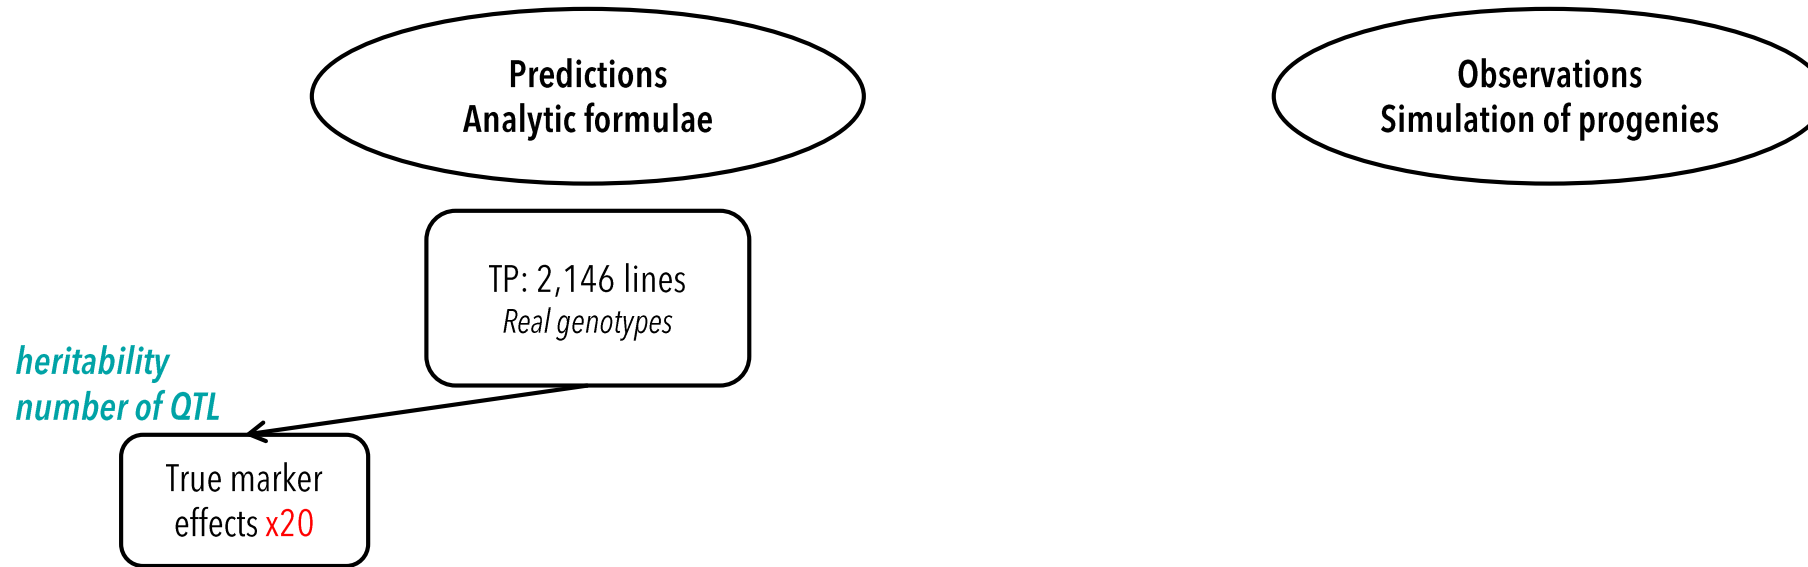 Predictions
Analytic formulae
Observations
Simulation of progenies
TP: 2,146 lines
Real genotypes
heritability
number of QTL
True marker
effects x20